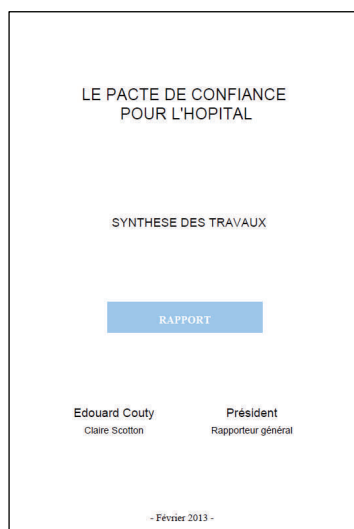 LE PACTE DE CONFIANCE
POUR L'HOPITAL
SYNTHESE DES TRAVAUX
RAPPORT
Edouard Couty Président
Claire Scotton Rapporteur général
- Février 2013 -